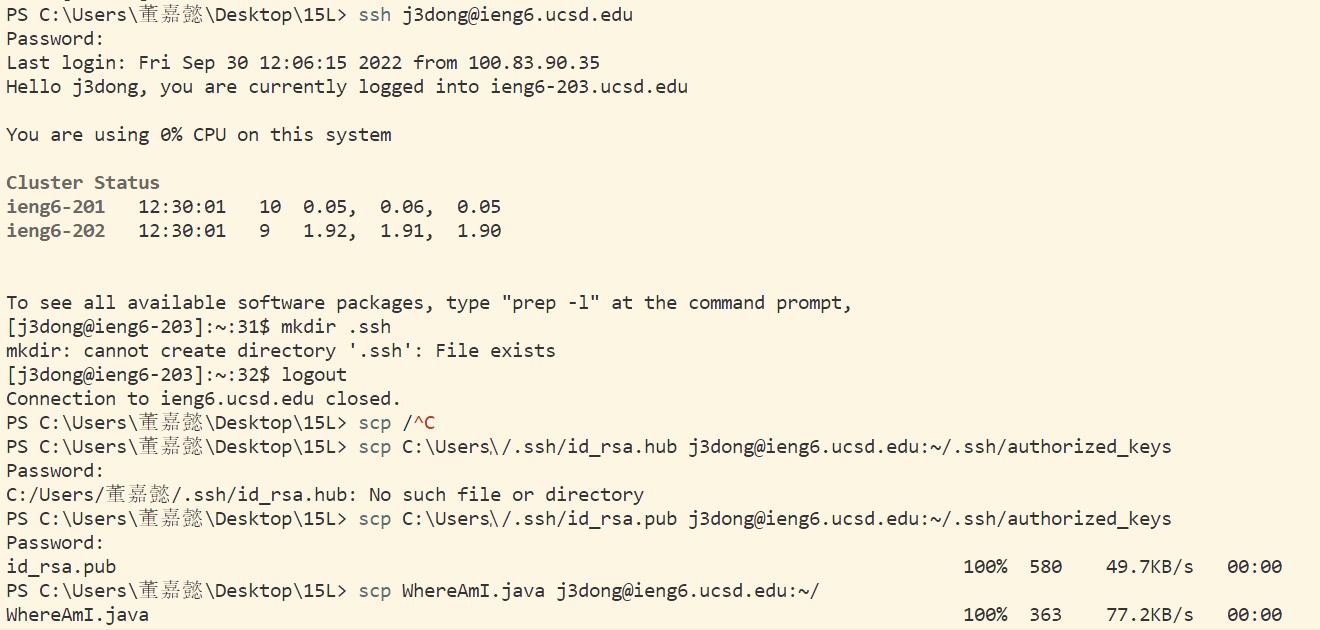 PS C:\Users\董嘉懿\Desktop\15L> ssh j3dong@ieng6.ucsd.edu
Password:
Last login: Fri Sep 30 12:06:15 2022 from 100.83.90.35
Hello j3dong, you are currently logged into ieng6-203.ucsd.edu
You are using 0% CPU on this system
Cluster Status
ieng6-201   12:30:01   10  0.05,  0.06,  0.05
ieng6-202   12:30:01   9   1.92,  1.91,  1.90
To see all available software packages, type "prep -l" at the command prompt,
[j3dong@ieng6-203]:~:31$ mkdir .ssh
mkdir: cannot create directory '.ssh': File exists
[j3dong@ieng6-203]:~:32$ logout
Connection to ieng6.ucsd.edu closed.
PS C:\Users\董嘉懿\Desktop\15L> scp /^C
PS C:\Users\董嘉懿\Desktop\15L> scp C:\Users\/.ssh/id_rsa.hub j3dong@ieng6.ucsd.edu:~/.ssh/authorized_keys
Password:
C:/Users/董嘉懿/.ssh/id_rsa.hub: No such file or directory
PS C:\Users\董嘉懿\Desktop\15L> scp C:\Users\/.ssh/id_rsa.pub j3dong@ieng6.ucsd.edu:~/.ssh/authorized_keys
Password:
id_rsa.pub                                                                             100%  580    49.7KB/s   00:00
PS C:\Users\董嘉懿\Desktop\15L> scp WhereAmI.java j3dong@ieng6.ucsd.edu:~/
WhereAmI.java                                                                          100%  363    77.2KB/s   00:00